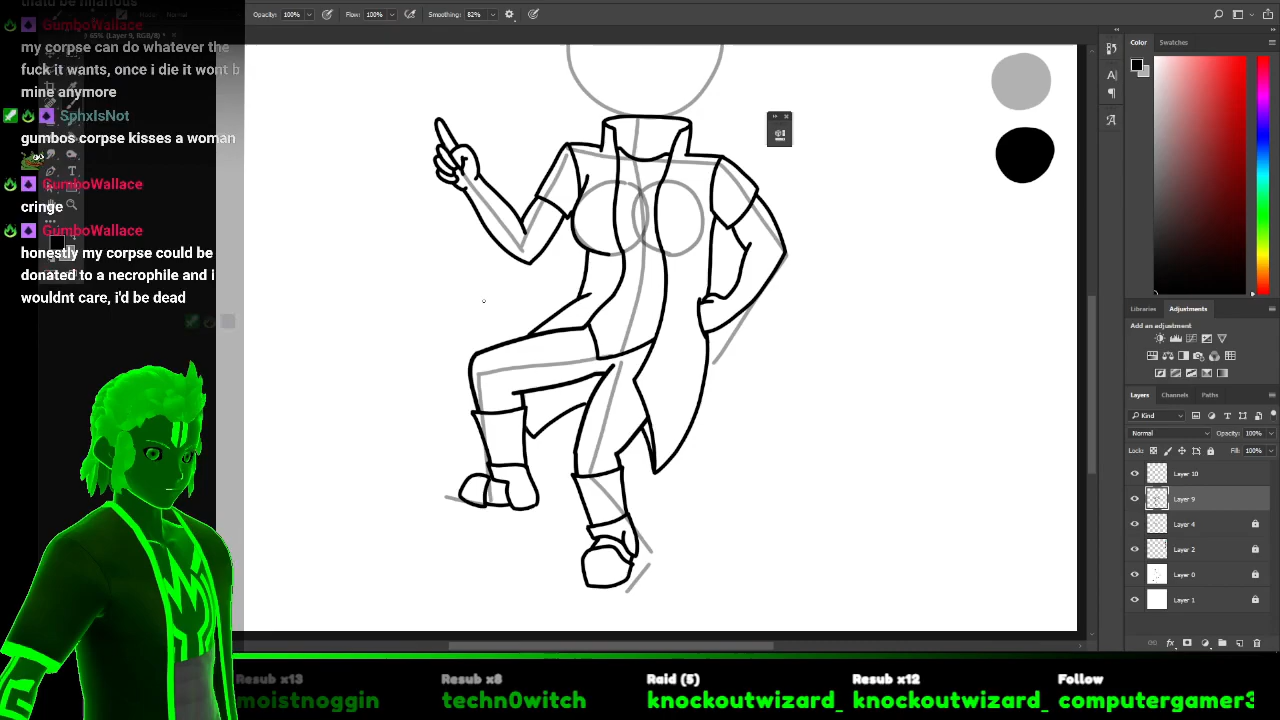 Opacity: 100% Flow: 100% Smoothing: 82%
GumboWallace
my corpse can do whatever the
fuck it wants, once i die it wont b
mine anymore
SphxIsNot
gumbos corpse kisses a woman
GumboWallace
cringe
GumboWallace
honestly my corpse could be
donated to a necrophile and i
wouldnt care, i'd be dead
Color Swatches
Libraries Adjustments
Add an adjustment
Layers Channels Paths
Kind
Normal Opacity: 100%
Lock: Fill: 100%
Layer 10
Layer 9
Layer 4
Layer 2
Layer 0
Layer 1
Resub x13
moistnoggin
Resub x8
techn0witch
Raid (5)
knockoutwizard_
Resub x12
knockoutwizard_
Follow
computergamer3